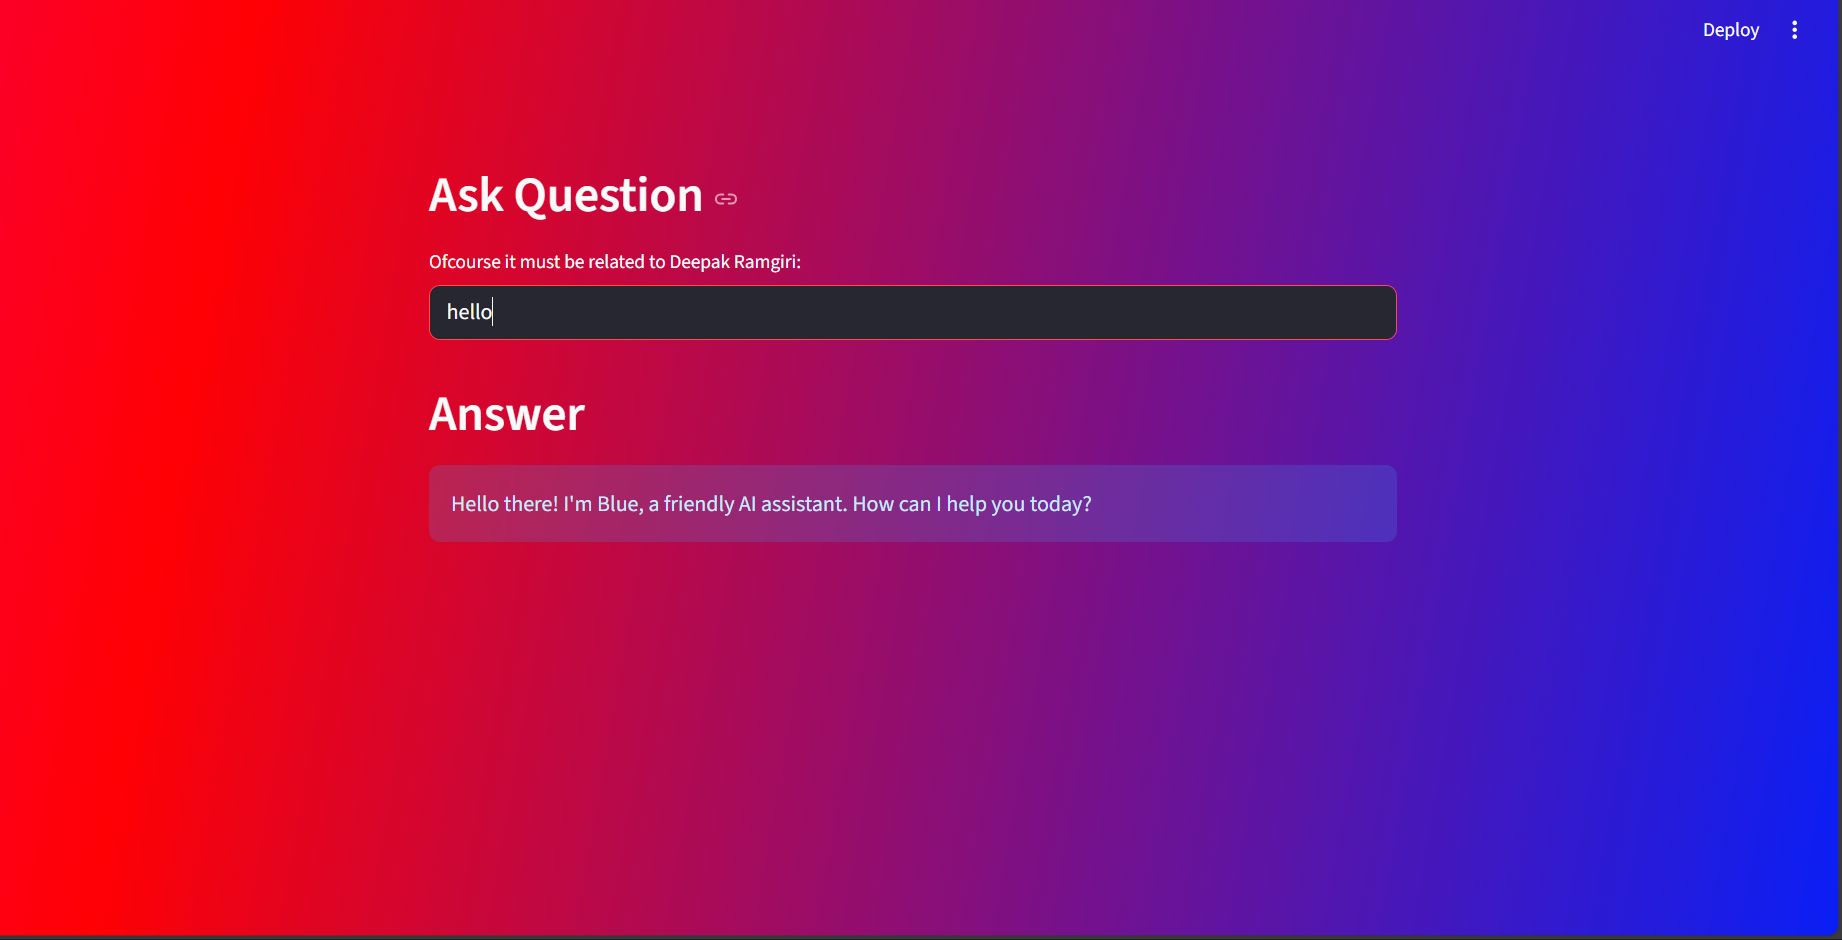 Deploy
Ask Question
Ofcourse it must be related to Deepak Ramgiri:
hello
Answer
Hello there! I'm Blue, a friendly AI assistant. How can I help you today?